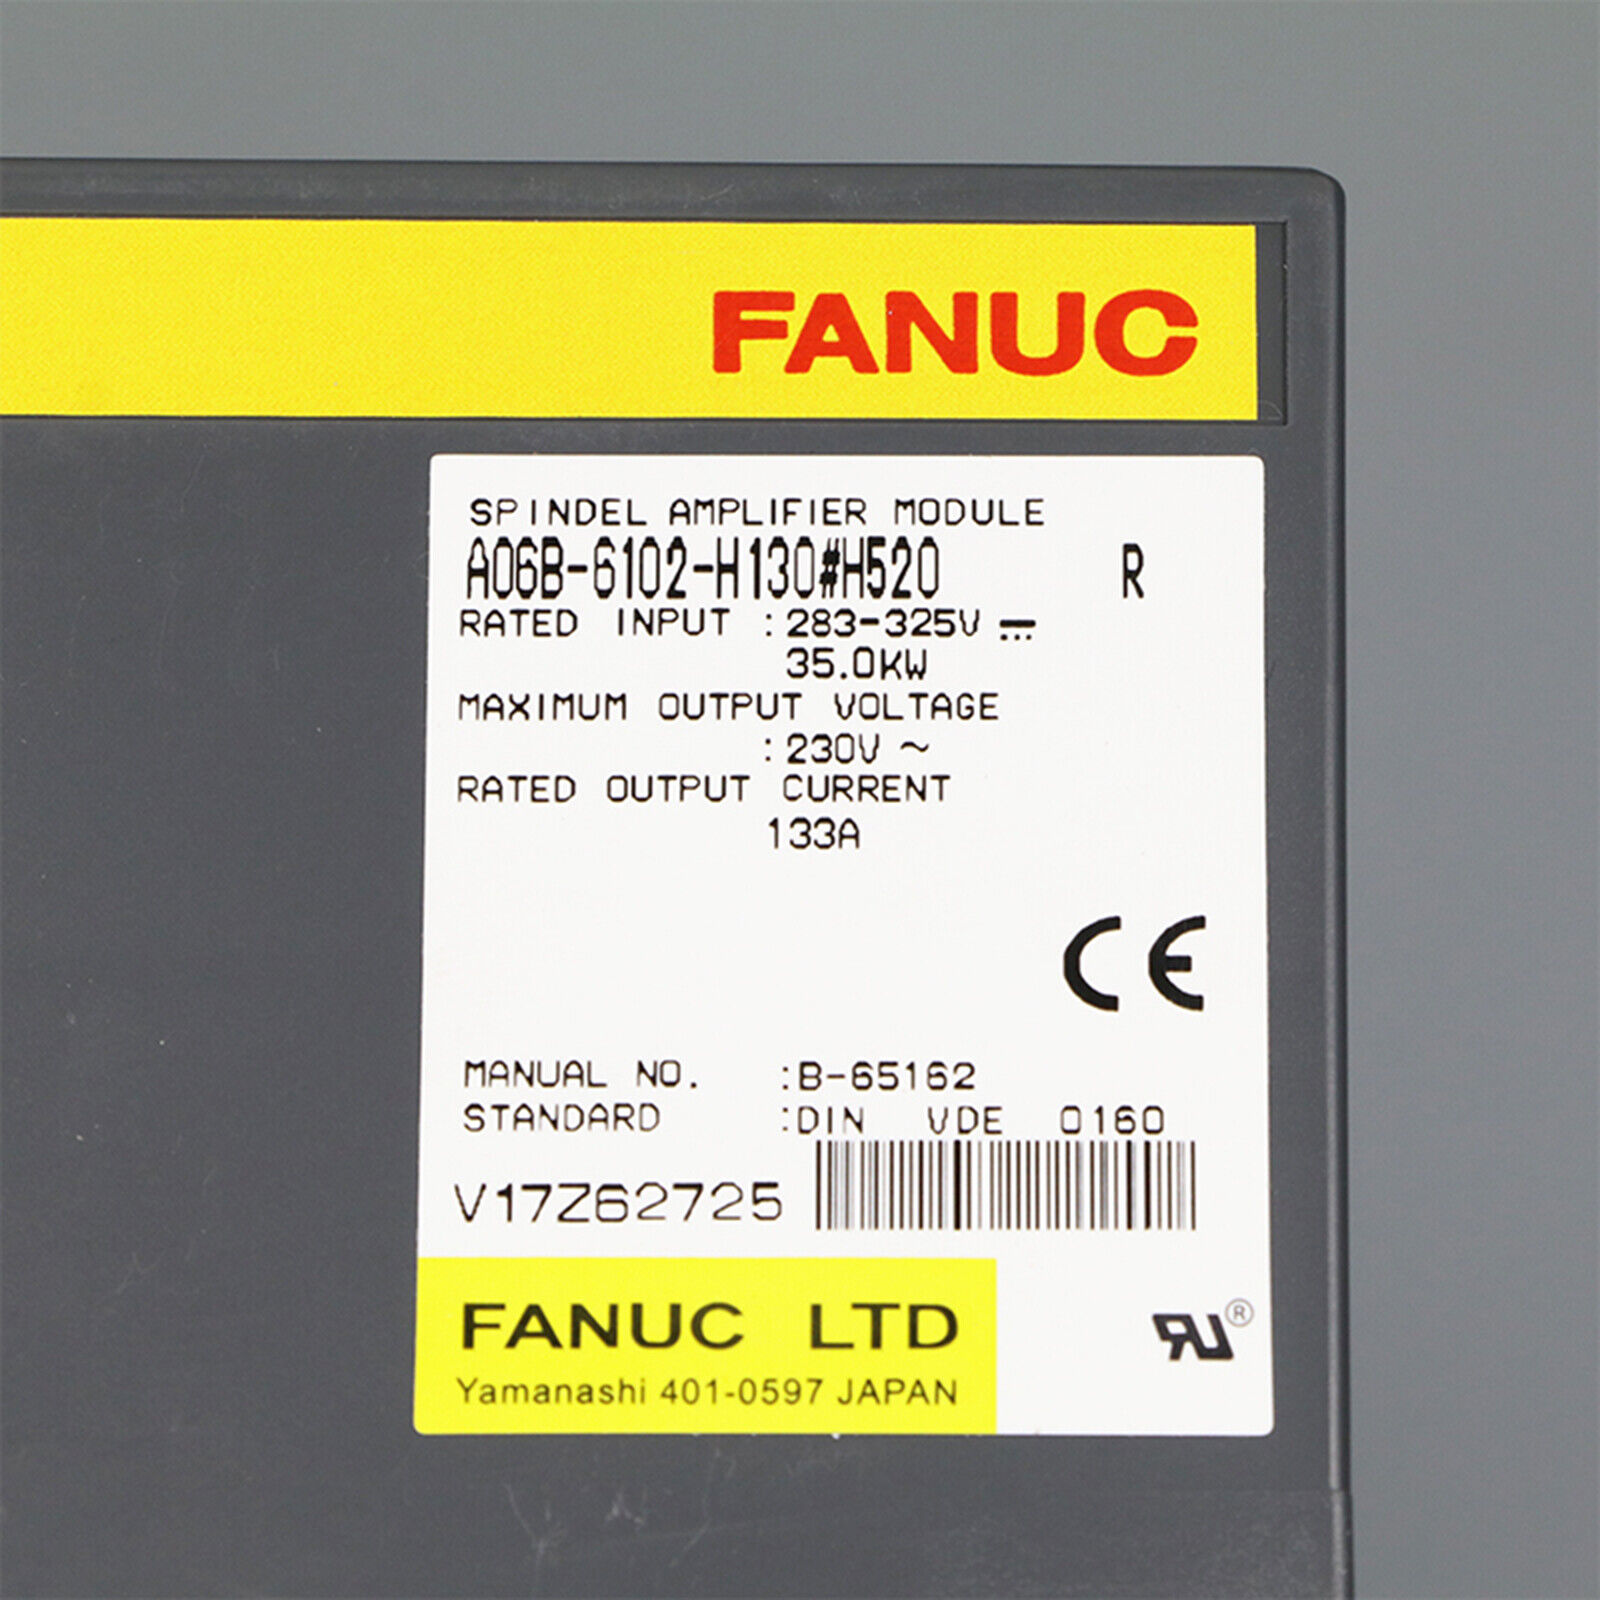 FANUC
SPINDEL AMPLIFIER MODULE
A06B-6102-H130#H520 R
RATED INPUT :283-325V ⎓
35.0KW
MAXIMUM OUTPUT VOLTAGE
:230V ~
RATED OUTPUT CURRENT
133A
CE
MANUAL NO. :B-65162
STANDARD :DIN VDE 0160
V17Z62725
FANUC LTD
Yamanashi 401-0597 JAPAN
RU®